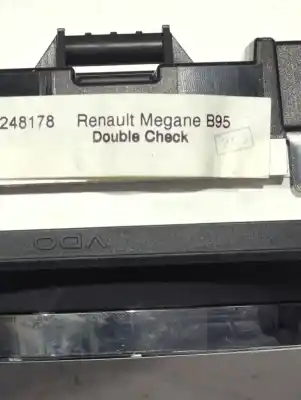 248178 Renault Megane B95
Double Check
VDO